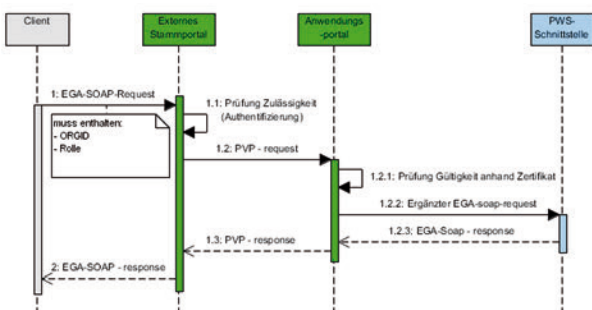 Client
Externes
Stammportal
Anwendungs
-portal
PWS-
Schnittstelle
1: EGA-SOAP-Request
muss enthalten:
- ORGID
- Rolle
1.1: Prüfung Zulässigkeit
(Authentifizierung)
1.2: PVP - request
1.2.1: Prüfung Gültigkeit anhand Zertifikat
1.2.2: Ergänzter EGA-soap-request
1.2.3: EGA-Soap - response
1.3: PVP - response
2: EGA-SOAP - response